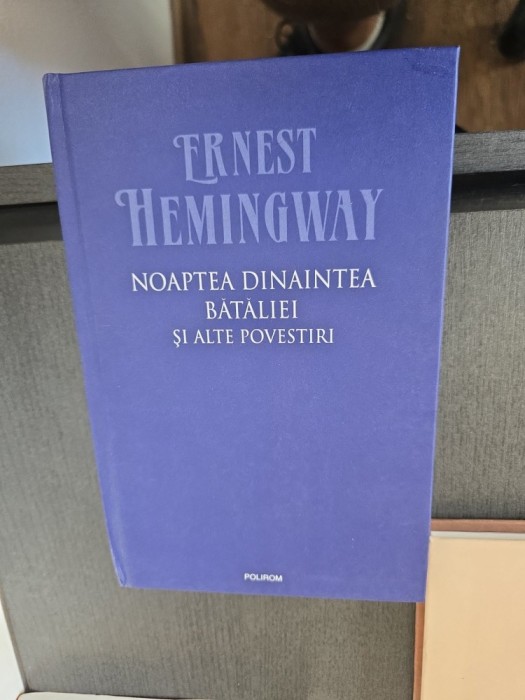 ERNEST
HEMINGWAY
NOAPTEA DINAINTEA
BĂTĂLIEI
ŞI ALTE POVESTIRI
POLIROM